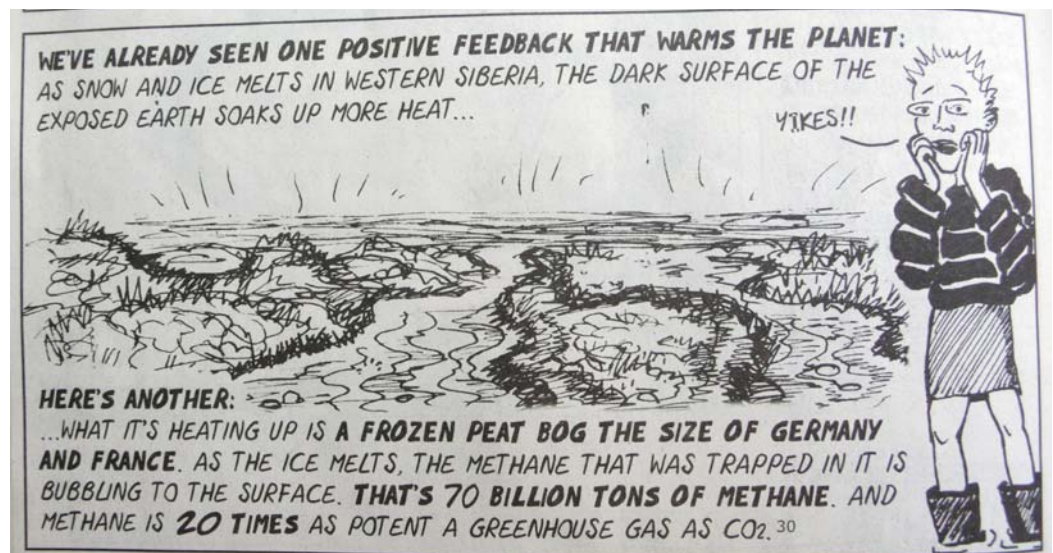 WE'VE ALREADY SEEN ONE POSITIVE FEEDBACK THAT WARMS THE PLANET:
AS SNOW AND ICE MELTS IN WESTERN SIBERIA, THE DARK SURFACE OF THE
EXPOSED EARTH SOAKS UP MORE HEAT...
YIKES!!
HERE'S ANOTHER:
...WHAT IT'S HEATING UP IS A FROZEN PEAT BOG THE SIZE OF GERMANY
AND FRANCE. AS THE ICE MELTS, THE METHANE THAT WAS TRAPPED IN IT IS
BUBBLING TO THE SURFACE. THAT'S 70 BILLION TONS OF METHANE. AND
METHANE IS 20 TIMES AS POTENT A GREENHOUSE GAS AS CO2. 30